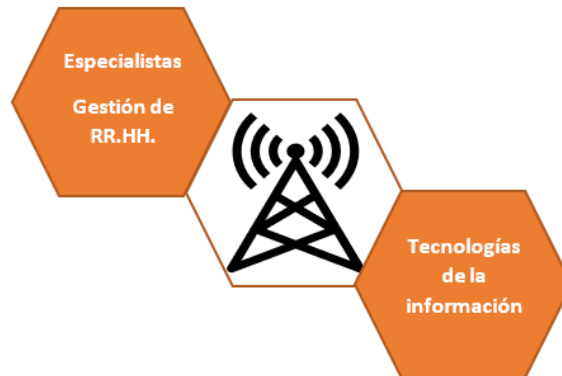 Especialistas
Gestión de
RR.HH.
Tecnologías
de la
información